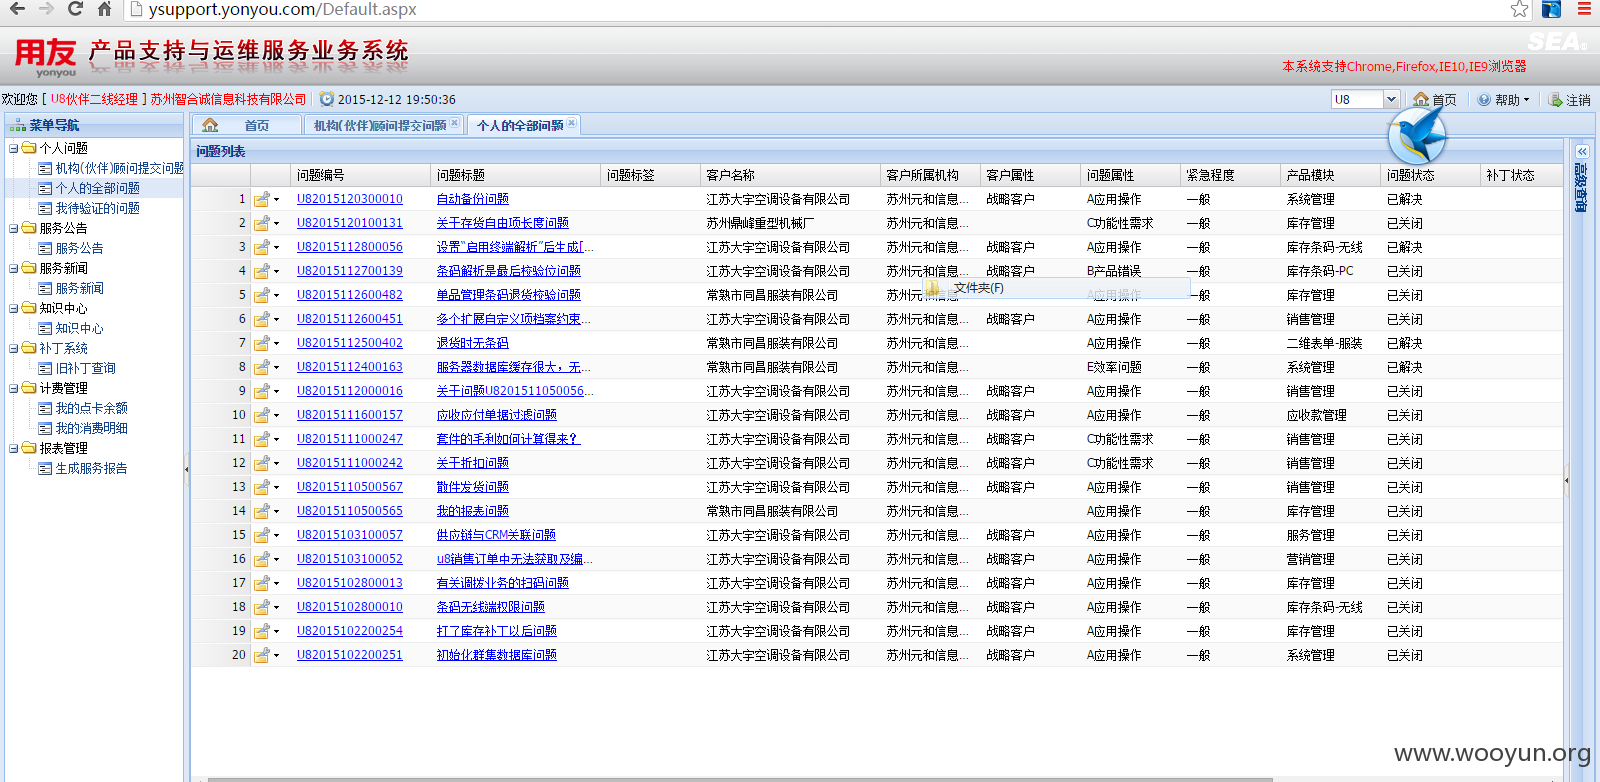 ysupport.yonyou.com/Default.aspx
用友 yonyou 产品支持与运维服务业务系统
SEA
本系统支持Chrome,Firefox,IE10,IE9浏览器
欢迎您 [ U8伙伴二线经理 ] 苏州智合诚信息科技有限公司 2015-12-12 19:50:36 U8 首页 帮助 注销
菜单导航
个人问题
机构(伙伴)顾问提交问题
个人的全部问题
我待验证的问题
服务公告
服务公告
服务新闻
服务新闻
知识中心
知识中心
补丁系统
旧补丁查询
计费管理
我的点卡余额
我的消费明细
报表管理
生成服务报告
首页 机构(伙伴)顾问提交问题 个人的全部问题
问题列表
高级查询
问题编号 问题标题 问题标签 客户名称 客户所属机构 客户属性 问题属性 紧急程度 产品模块 问题状态 补丁状态
1 U82015120300010 自动备份问题 江苏大宇空调设备有限公司 苏州元和信息... 战略客户 A应用操作 一般 系统管理 已解决
2 U82015120100131 关于存货自由项长度问题 苏州鼎峰重型机械厂 苏州元和信息... C功能性需求 一般 库存管理 已关闭
3 U82015112800056 设置“启用终端解析”后生成[... 江苏大宇空调设备有限公司 苏州元和信息... 战略客户 A应用操作 一般 库存条码-无线 已解决
4 U82015112700139 条码解析是最后校验位问题 江苏大宇空调设备有限公司 苏州元和信息... 战略客户 B产品错误 一般 库存条码-PC 已关闭
文件夹(F)
5 U82015112600482 单品管理条码退货校验问题 常熟市同昌服装有限公司 苏州元和信息... A应用操作 一般 库存管理 已关闭
6 U82015112600451 多个扩展自定义项档案约束... 江苏大宇空调设备有限公司 苏州元和信息... 战略客户 A应用操作 一般 销售管理 已关闭
7 U82015112500402 退货时无条码 常熟市同昌服装有限公司 苏州元和信息... A应用操作 一般 二维表单-服装 已解决
8 U82015112400163 服务器数据库缓存很大，无... 常熟市同昌服装有限公司 苏州元和信息... E效率问题 一般 系统管理 已解决
9 U82015112000016 关于问题U8201511050056... 江苏大宇空调设备有限公司 苏州元和信息... 战略客户 A应用操作 一般 销售管理 已关闭
10 U82015111600157 应收应付单据过滤问题 江苏大宇空调设备有限公司 苏州元和信息... 战略客户 A应用操作 一般 应收款管理 已关闭
11 U82015111000247 套件的毛利如何计算得来？ 江苏大宇空调设备有限公司 苏州元和信息... 战略客户 C功能性需求 一般 销售管理 已关闭
12 U82015111000242 关于折扣问题 江苏大宇空调设备有限公司 苏州元和信息... 战略客户 C功能性需求 一般 销售管理 已关闭
13 U82015110500567 散件发货问题 江苏大宇空调设备有限公司 苏州元和信息... 战略客户 A应用操作 一般 销售管理 已关闭
14 U82015110500565 我的报表问题 常熟市同昌服装有限公司 苏州元和信息... A应用操作 一般 库存管理 已关闭
15 U82015103100057 供应链与CRM关联问题 江苏大宇空调设备有限公司 苏州元和信息... 战略客户 A应用操作 一般 服务管理 已关闭
16 U82015103100052 u8销售订单中无法获取及编... 江苏大宇空调设备有限公司 苏州元和信息... 战略客户 A应用操作 一般 营销管理 已关闭
17 U82015102800013 有关调拨业务的扫码问题 江苏大宇空调设备有限公司 苏州元和信息... 战略客户 A应用操作 一般 库存管理 已关闭
18 U82015102800010 条码无线端权限问题 江苏大宇空调设备有限公司 苏州元和信息... 战略客户 A应用操作 一般 库存条码-无线 已关闭
19 U82015102200254 打了库存补丁以后问题 江苏大宇空调设备有限公司 苏州元和信息... 战略客户 A应用操作 一般 库存管理 已关闭
20 U82015102200251 初始化群集数据库问题 江苏大宇空调设备有限公司 苏州元和信息... 战略客户 A应用操作 一般 系统管理 已关闭
www.wooyun.org